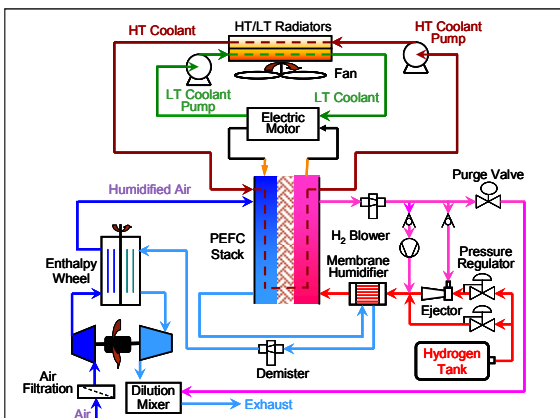 HT Coolant
HT/LT Radiators
HT Coolant
Pump
Fan
LT Coolant
Pump
LT Coolant
Electric
Motor
Humidified Air
Purge Valve
PEFC
Stack
H2 Blower
Membrane
Humidifier
Pressure
Regulator
Enthalpy
Wheel
Ejector
Air
Filtration
Demister
Hydrogen
Tank
Dilution
Mixer
Exhaust
Air